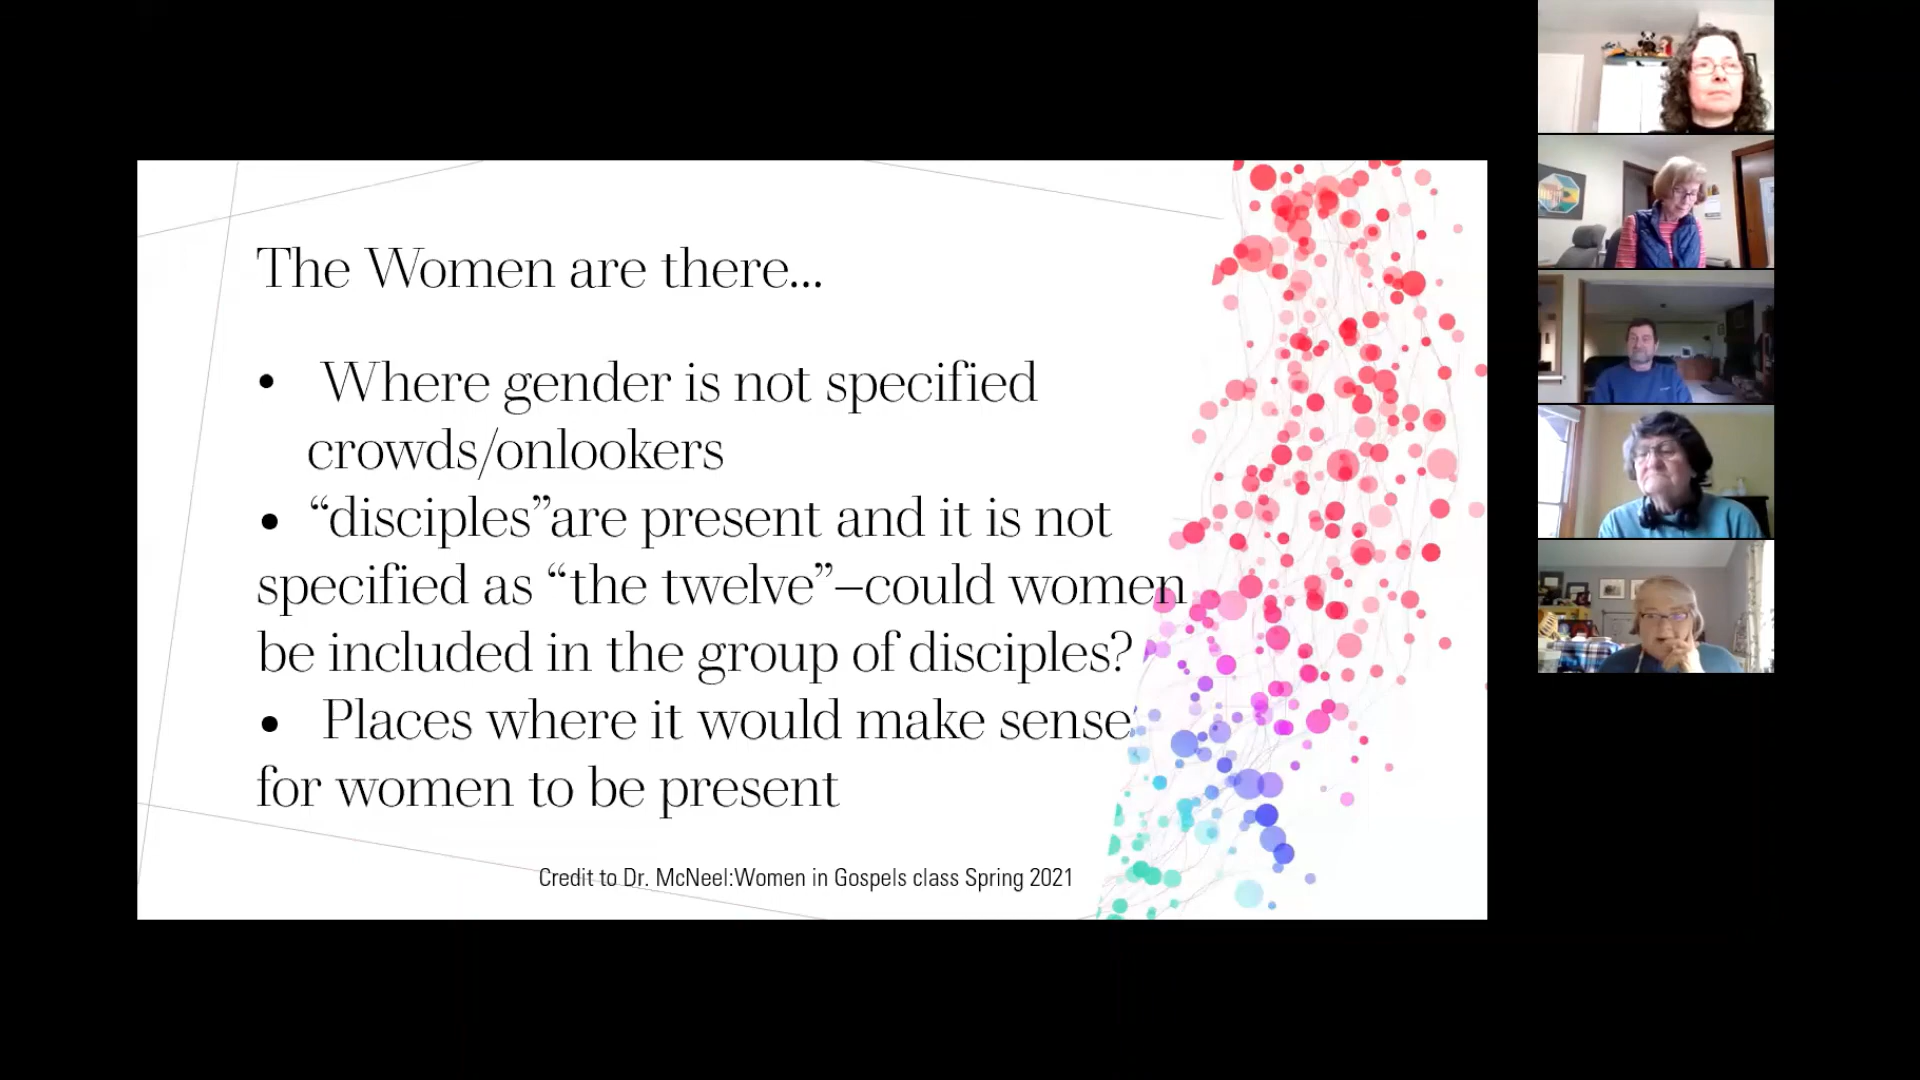 The Women are there...
• Where gender is not specified
crowds/onlookers
• “disciples”are present and it is not
specified as “the twelve”–could women
be included in the group of disciples?
• Places where it would make sense
for women to be present
Credit to Dr. McNeel:Women in Gospels class Spring 2021